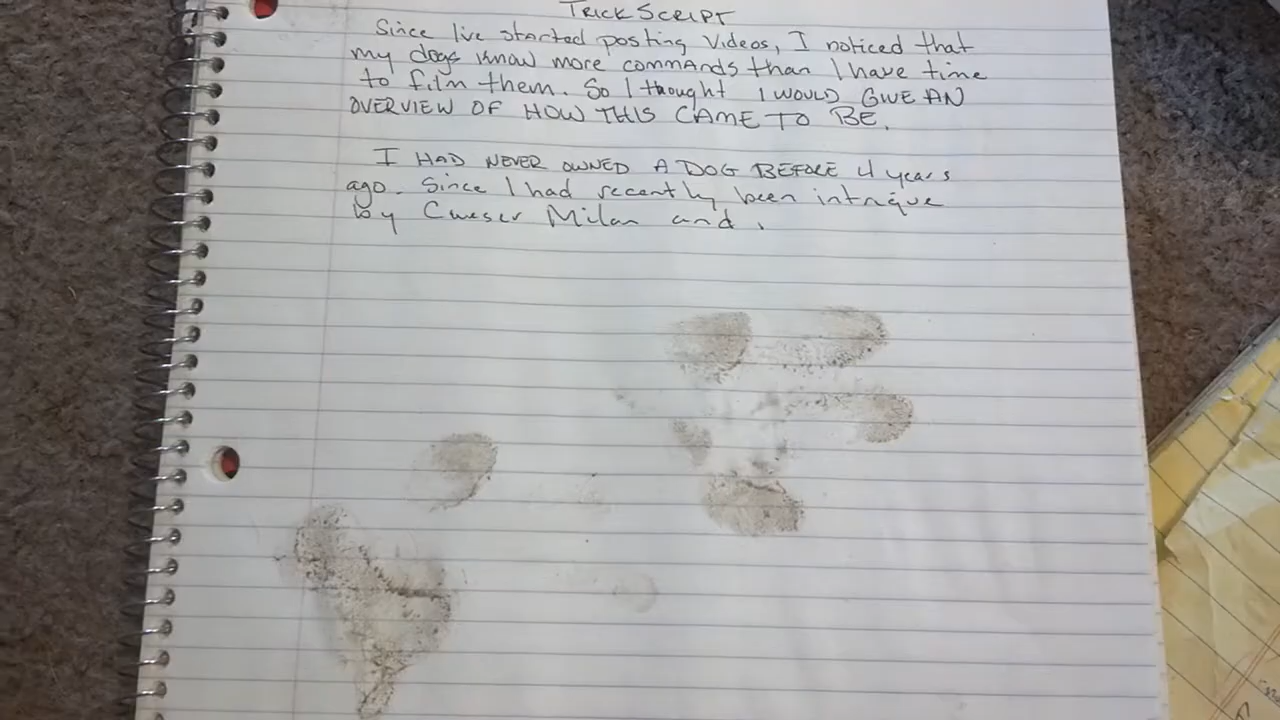 TRICK SCRIPT
Since I've started posting Videos, I noticed that
my dogs know more commands than I have time
to film them. So I thought I WOULD GIVE AN
OVERVIEW OF HOW THIS CAME TO BE.
I HAD NEVER OWNED A DOG BEFORE 4 years
ago. Since I had recently been intrique
by Cweser Milan and.